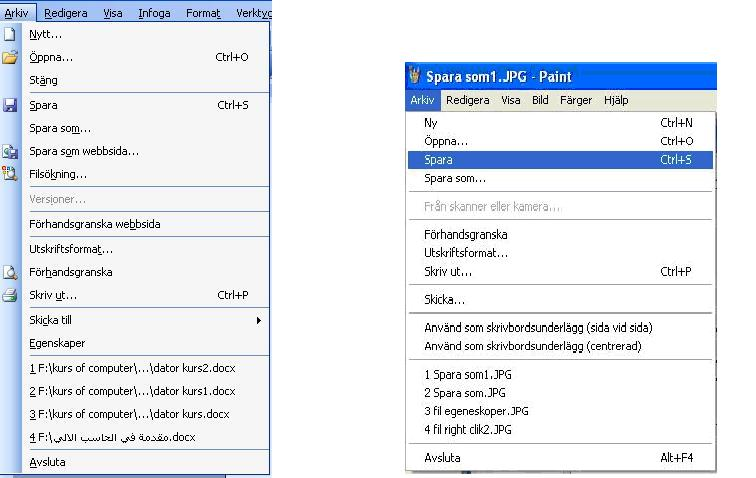 Arkiv Redigera Visa Infoga Format Verktyg
Nytt...
Öppna... Ctrl+O
Stäng
Spara Ctrl+S
Spara som...
Spara som webbsida...
Filsökning...
Versioner...
Förhandsgranska webbsida
Utskriftsformat...
Förhandsgranska
Skriv ut... Ctrl+P
Skicka till
Egenskaper
1 F:\kurs of computer\...\dator kurs2.docx
2 F:\kurs of computer\...\dator kurs1.docx
3 F:\kurs of computer\...\dator kurs.docx
4 F:\مقدمة في الحاسب الالي.docx
Avsluta
Spara som1.JPG - Paint
Arkiv Redigera Visa Bild Färger Hjälp
Ny Ctrl+N
Öppna... Ctrl+O
Spara Ctrl+S
Spara som...
Från skanner eller kamera...
Förhandsgranska
Utskriftsformat...
Skriv ut... Ctrl+P
Skicka...
Använd som skrivbordsunderlägg (sida vid sida)
Använd som skrivbordsunderlägg (centrerad)
1 Spara som1.JPG
2 Spara som.JPG
3 fil egeneskoper.JPG
4 fil right clik2.JPG
Avsluta Alt+F4